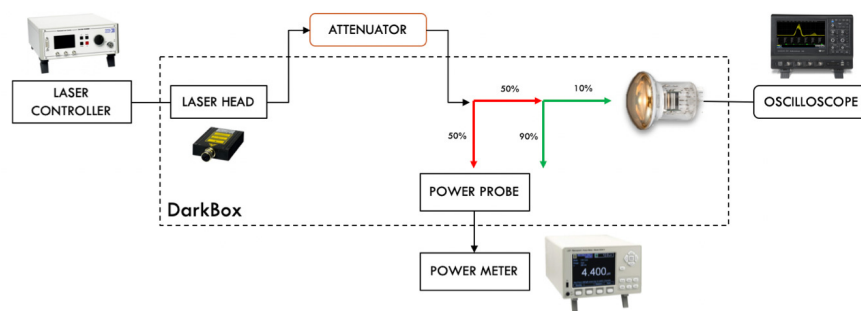 ATTENUATOR
LASER
CONTROLLER
LASER HEAD
50%
10%
OSCILLOSCOPE
50%
90%
POWER PROBE
DarkBox
POWER METER
4.400